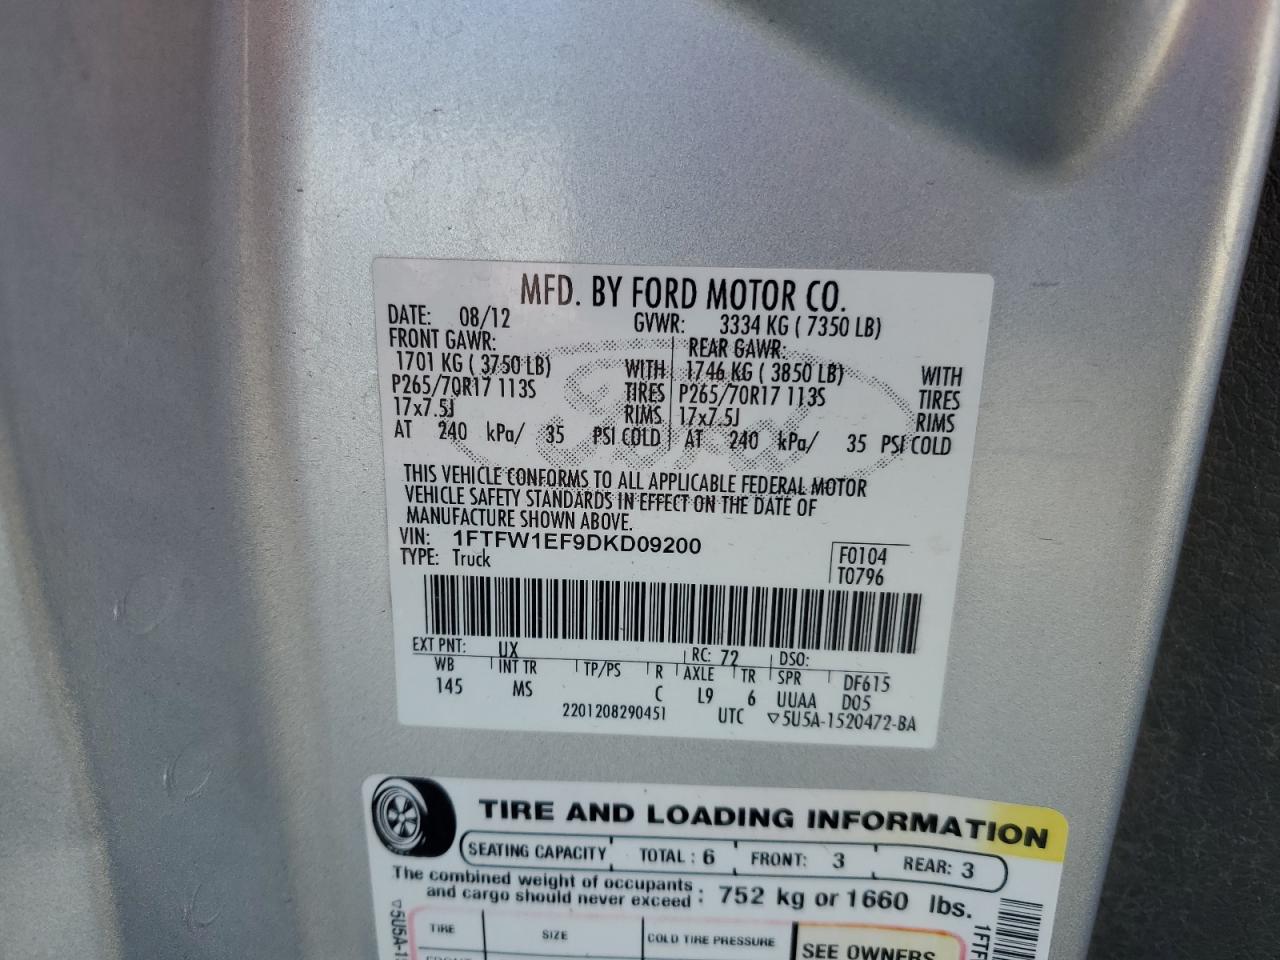 MFD. BY FORD MOTOR CO.
DATE: 08/12 GVWR: 3334 KG ( 7350 LB)
FRONT GAWR: REAR GAWR:
1701 KG ( 3750 LB) WITH 1746 KG ( 3850 LB) WITH
P265/70R17 113S TIRES P265/70R17 113S TIRES
17x7.5J RIMS 17x7.5J RIMS
AT 240 kPa/ 35 PSI COLD AT 240 kPa/ 35 PSI COLD
Ford
THIS VEHICLE CONFORMS TO ALL APPLICABLE FEDERAL MOTOR
VEHICLE SAFETY STANDARDS IN EFFECT ON THE DATE OF
MANUFACTURE SHOWN ABOVE.
VIN: 1FTFW1EF9DKD09200
TYPE: Truck
F0104
T0796
EXT PNT: UX RC: 72 DSO:
WB INT TR TP/PS R AXLE TR SPR DF615
145 MS C L9 6 UUAA D05
2201208290451 UTC ▽5U5A-1520472-BA
TIRE AND LOADING INFORMATION
SEATING CAPACITY TOTAL : 6 FRONT: 3 REAR: 3
The combined weight of occupants
and cargo should never exceed : 752 kg or 1660 lbs.
TIRE SIZE COLD TIRE PRESSURE SEE OWNERS
▽5U5A-15
1FTF